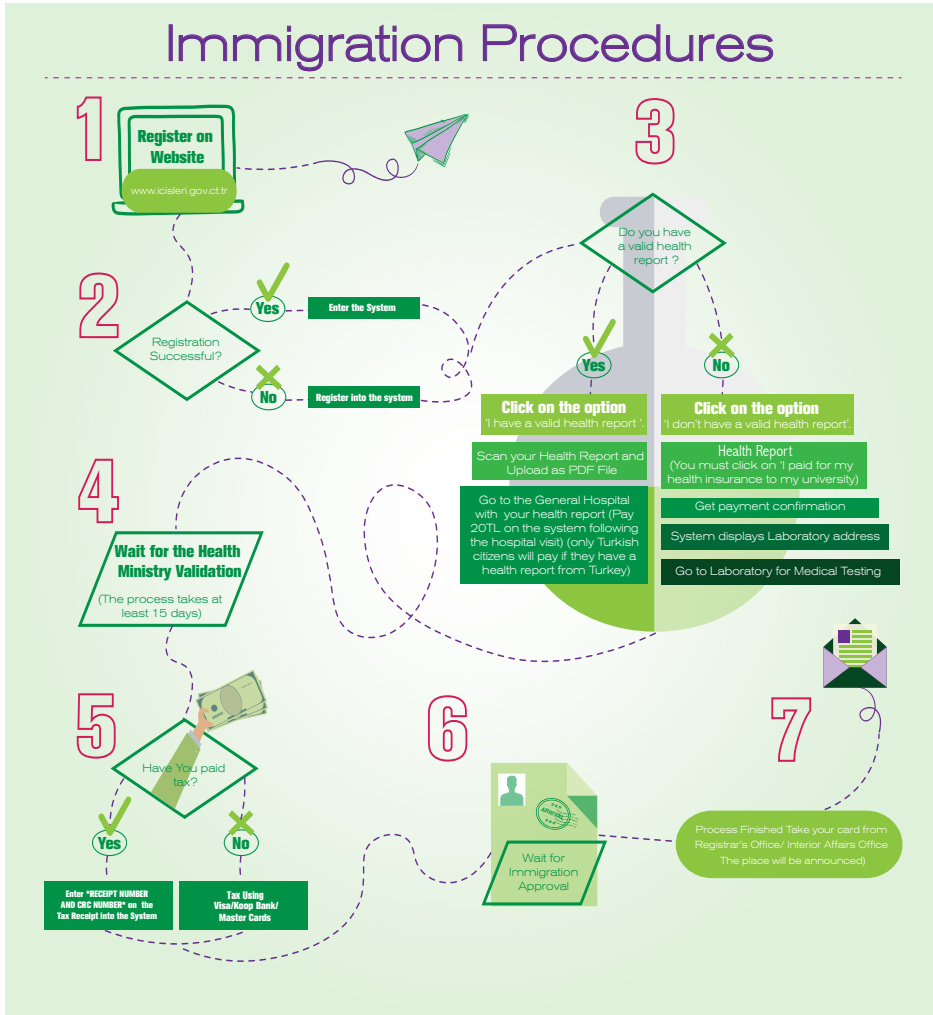 Immigration Procedures
1
Register on
Website
www.icisleri.gov.ct.tr
2
Registration
Successful?
Yes
Enter the System
No
Register into the system
3
Do you have
a valid health
report ?
Yes
Click on the option
'I have a valid health report '.
Scan your Health Report and
Upload as PDF File
Go to the General Hospital
with your health report (Pay
20TL on the system following
the hospital visit) (only Turkish
citizens will pay if they have a
health report from Turkey)
No
Click on the option
'I don't have a valid health report'.
Health Report
(You must click on 'I paid for my
health insurance to my university)
Get payment confirmation
System displays Laboratory address
Go to Laboratory for Medical Testing
4
Wait for the Health
Ministry Validation
(The process takes at
least 15 days)
5
Have You paid
tax?
Yes
Enter *RECEIPT NUMBER
AND CRC NUMBER* on the
Tax Receipt into the System
No
Tax Using
Visa/Koop Bank/
Master Cards
6
ARRIVAL
Wait for
Immigration
Approval
7
Process Finished Take your card from
Registrar's Office/ Interior Affairs Office
The place will be announced)